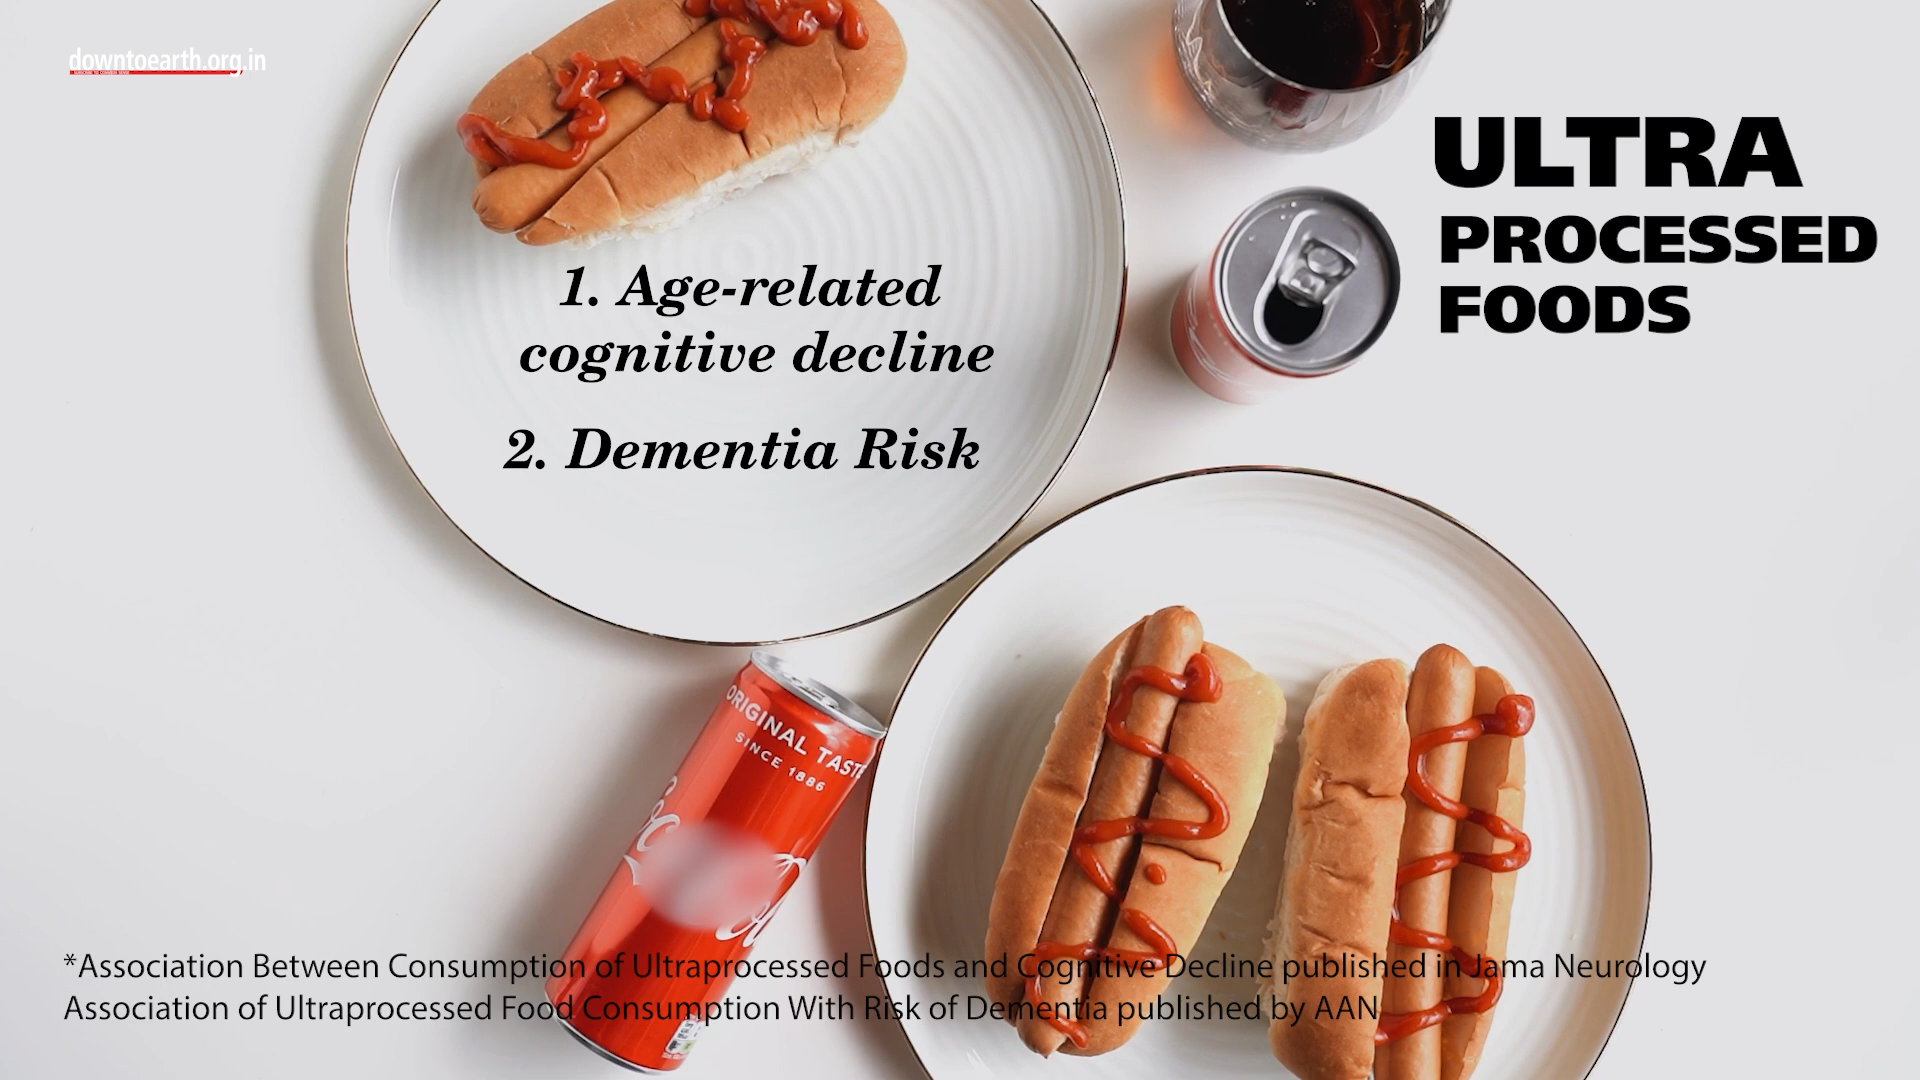 downtoearth.org.in
ULTRA
PROCESSED
FOODS
1. Age-related
cognitive decline
2. Dementia Risk
ORIGINAL TASTE
SINCE 1886
*Association Between Consumption of Ultraprocessed Foods and Cognitive Decline published in Jama Neurology
Association of Ultraprocessed Food Consumption With Risk of Dementia published by AAN